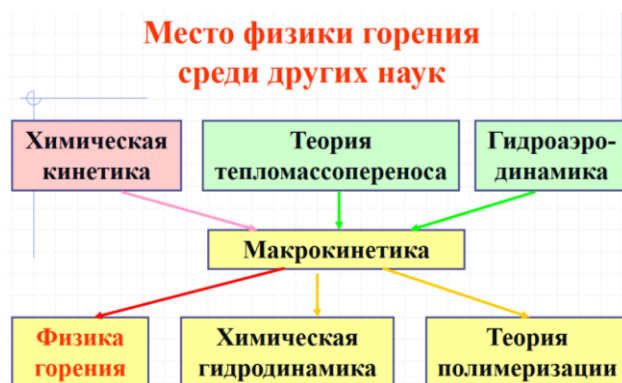 Место физики горения
среди других наук
Химическая
кинетика
Теория
тепломассопереноса
Гидроаэро-
динамика
Макрокинетика
Физика
горения
Химическая
гидродинамика
Теория
полимеризации